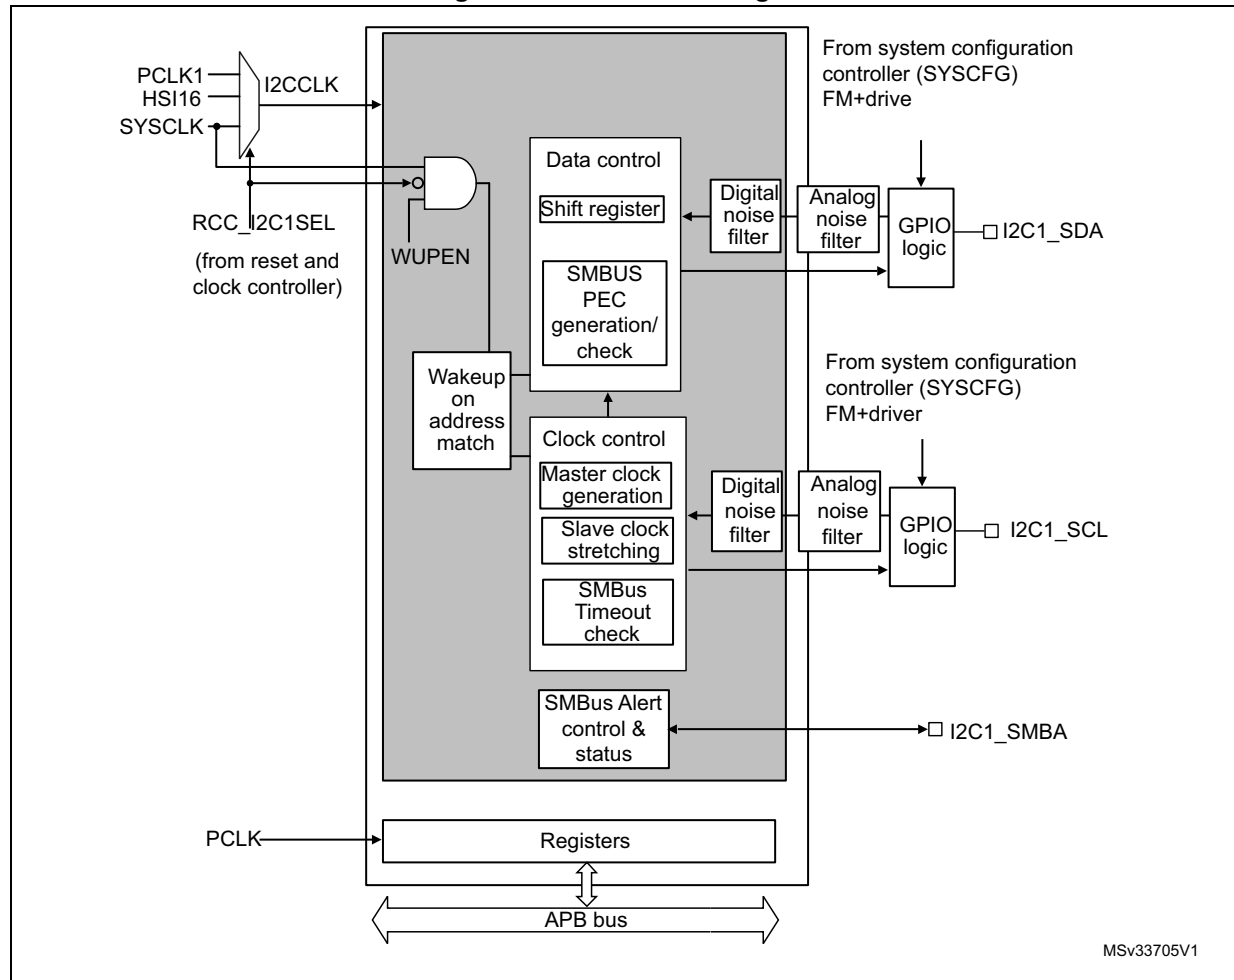 From system configuration
controller (SYSCFG)
FM+drive
PCLK1
HSI16
SYSCLK
I2CCLK
RCC_I2C1SEL
(from reset and
clock controller)
WUPEN
Data control
Shift register
SMBUS
PEC
generation/
check
Digital
noise
filter
Analog
noise
filter
GPIO
logic
I2C1_SDA
Wakeup
on
address
match
From system configuration
controller (SYSCFG)
FM+driver
Clock control
Master clock
generation
Slave clock
stretching
SMBus
Timeout
check
Digital
noise
filter
Analog
noise
filter
GPIO
logic
I2C1_SCL
SMBus Alert
control &
status
I2C1_SMBA
PCLK
Registers
APB bus
MSv33705V1